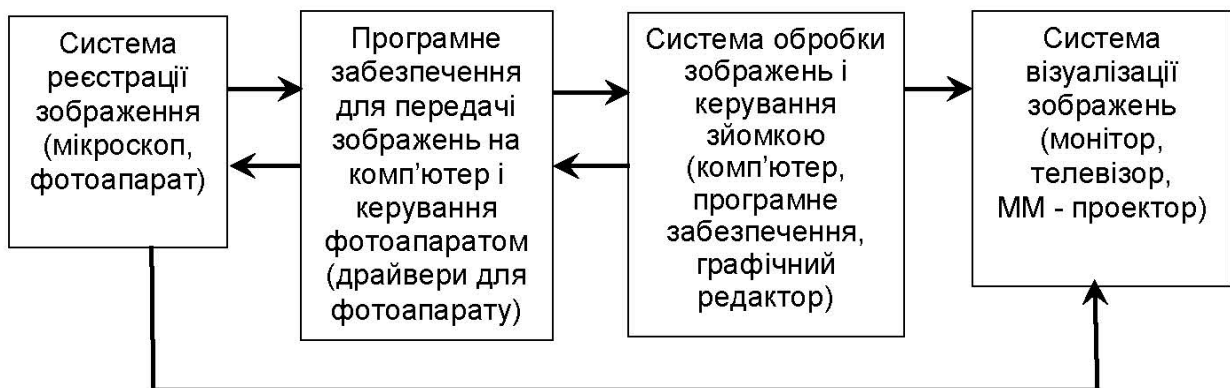 Система
реєстрації
зображення
(мікроскоп,
фотоапарат)
Програмне
забезпечення
для передачі
зображень на
комп’ютер і
керування
фотоапаратом
(драйвери для
фотоапарату)
Система обробки
зображень і
керування
зйомкою
(комп’ютер,
програмне
забезпечення,
графічний
редактор)
Система
візуалізації
зображень
(монітор,
телевізор,
ММ - проектор)